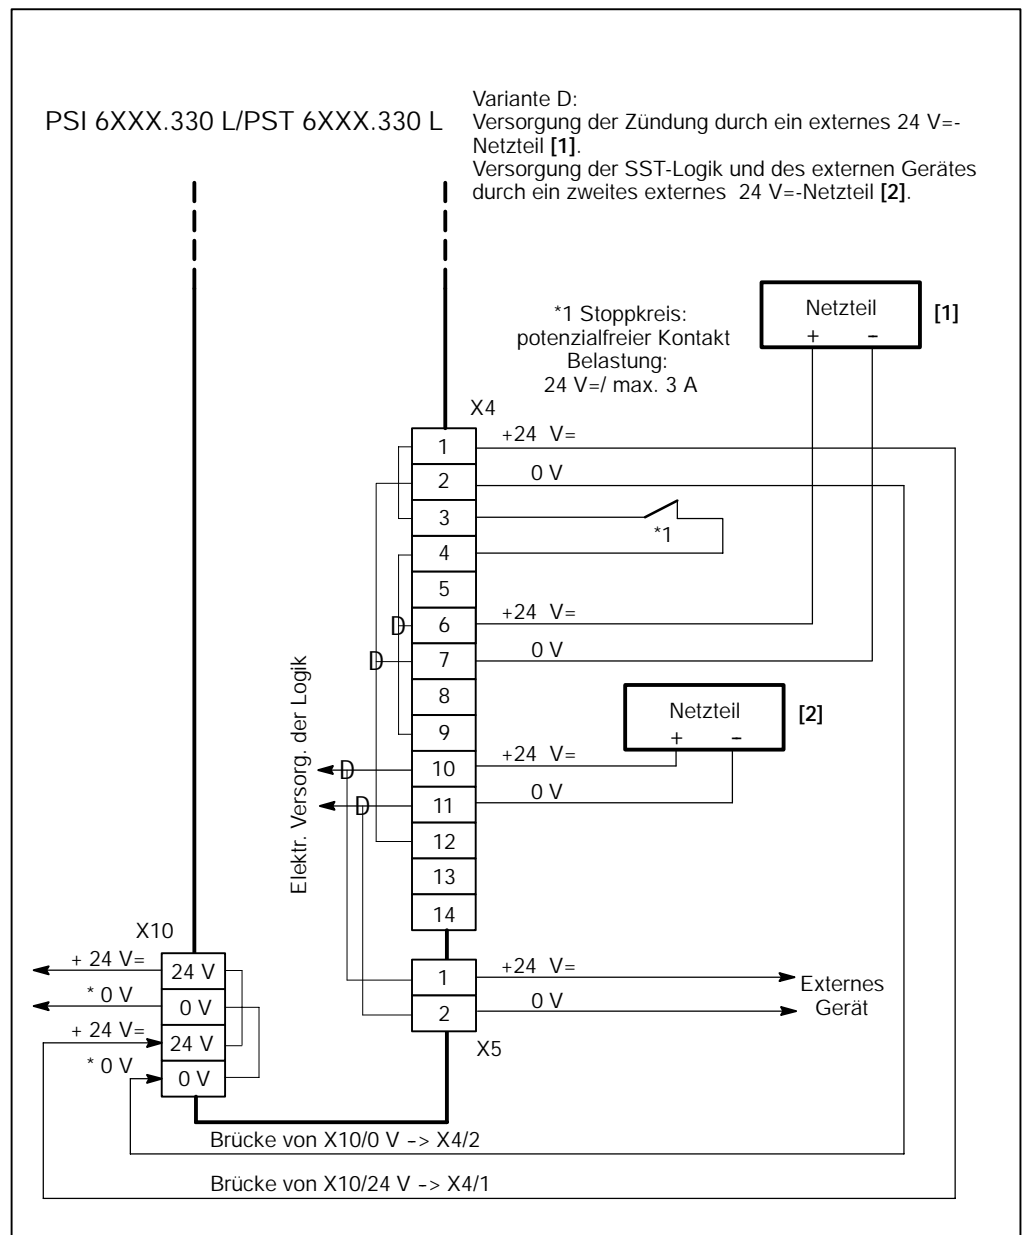 PSI 6XXX.330 L/PST 6XXX.330 L
Variante D:
Versorgung der Zündung durch ein externes 24 V=-
Netzteil [1].
Versorgung der SST-Logik und des externen Gerätes
durch ein zweites externes 24 V=-Netzteil [2].
*1 Stoppkreis:
potenzialfreier Kontakt
Belastung:
24 V=/ max. 3 A
Netzteil
+ -
[1]
X4
1
+24 V=
2
0 V
3
*1
4
5
6
+24 V=
D
7
0 V
D
8
Netzteil
+ -
[2]
9
10
+24 V=
D
11
0 V
D
12
13
14
Elektr. Versorg. der Logik
X10
+ 24 V=
24 V
* 0 V
0 V
+ 24 V=
24 V
* 0 V
0 V
1
+24 V=
2
0 V
X5
Externes
Gerät
Brücke von X10/0 V -> X4/2
Brücke von X10/24 V -> X4/1